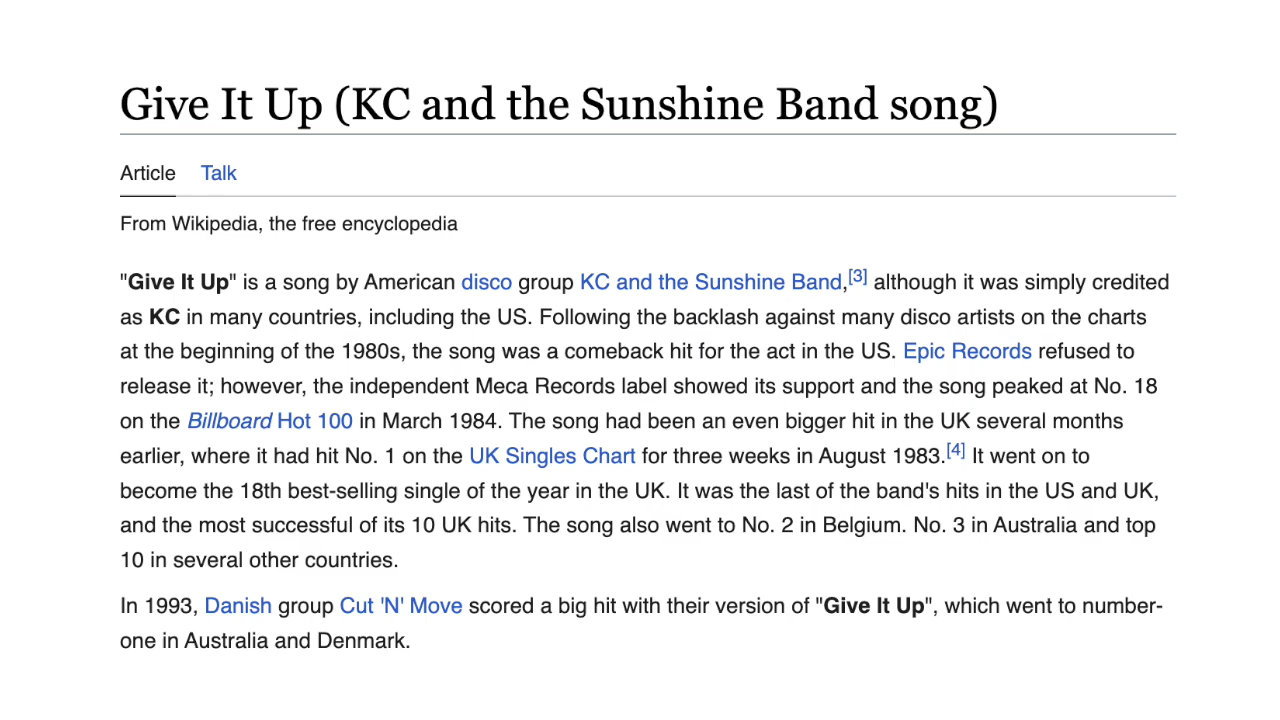 Give It Up (KC and the Sunshine Band song)
Article Talk
From Wikipedia, the free encyclopedia
"Give It Up" is a song by American disco group KC and the Sunshine Band,[3] although it was simply credited
as KC in many countries, including the US. Following the backlash against many disco artists on the charts
at the beginning of the 1980s, the song was a comeback hit for the act in the US. Epic Records refused to
release it; however, the independent Meca Records label showed its support and the song peaked at No. 18
on the Billboard Hot 100 in March 1984. The song had been an even bigger hit in the UK several months
earlier, where it had hit No. 1 on the UK Singles Chart for three weeks in August 1983.[4] It went on to
become the 18th best-selling single of the year in the UK. It was the last of the band's hits in the US and UK,
and the most successful of its 10 UK hits. The song also went to No. 2 in Belgium. No. 3 in Australia and top
10 in several other countries.
In 1993, Danish group Cut 'N' Move scored a big hit with their version of "Give It Up", which went to number-
one in Australia and Denmark.